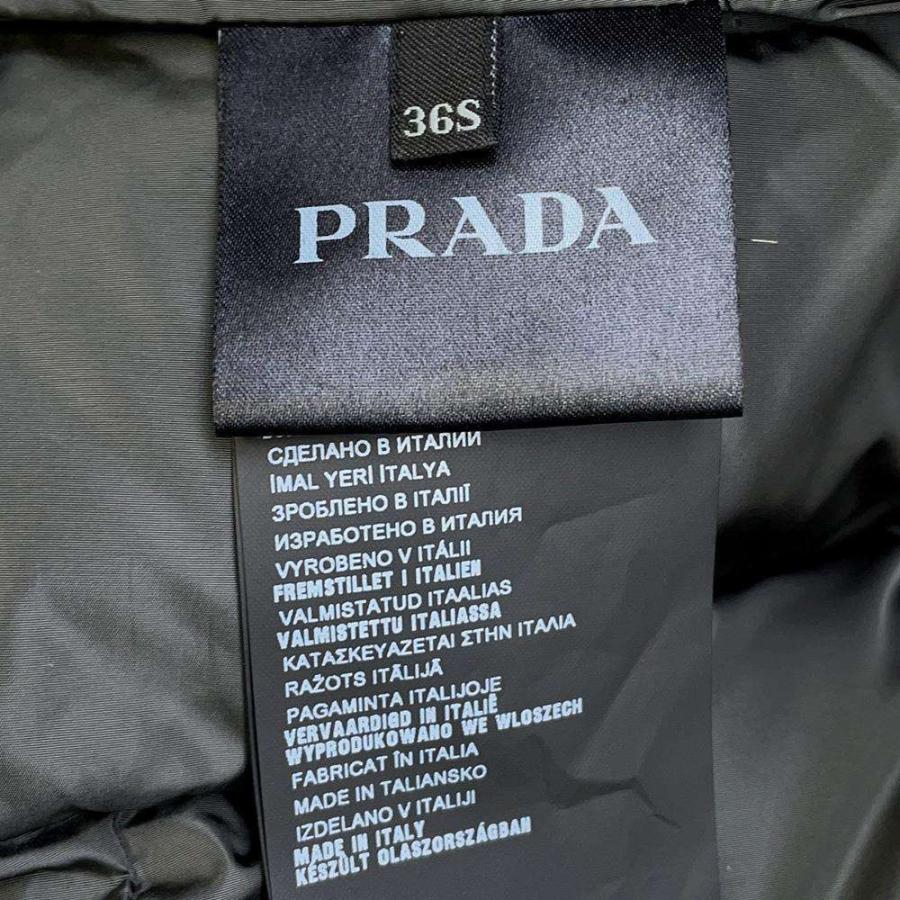 36S
PRADA
СДЕЛАНО В ИТАЛИИ
İMAL YERİ İTALYA
ЗРОБЛЕНО В ІТАЛІЇ
ИЗРАБОТЕНО В ИТАЛИЯ
VYROBENO V ITÁLII
FREMSTILLET I ITALIEN
VALMISTATUD ITAALIAS
VALMISTETTU ITALIASSA
ΚΑΤΑΣΚΕΥΑΖΕΤΑΙ ΣΤΗΝ ΙΤΑΛΙΑ
RAŽOTS ITĀLIJĀ
PAGAMINTA ITALIJOJE
VERVAARDIGD IN ITALIË
WYPRODUKOWANO WE WLOSZECH
FABRICAT ÎN ITALIA
MADE IN TALIANSKO
IZDELANO V ITALIJI
MADE IN ITALY
KÉSZÜLT OLASZORSZÁGBAN